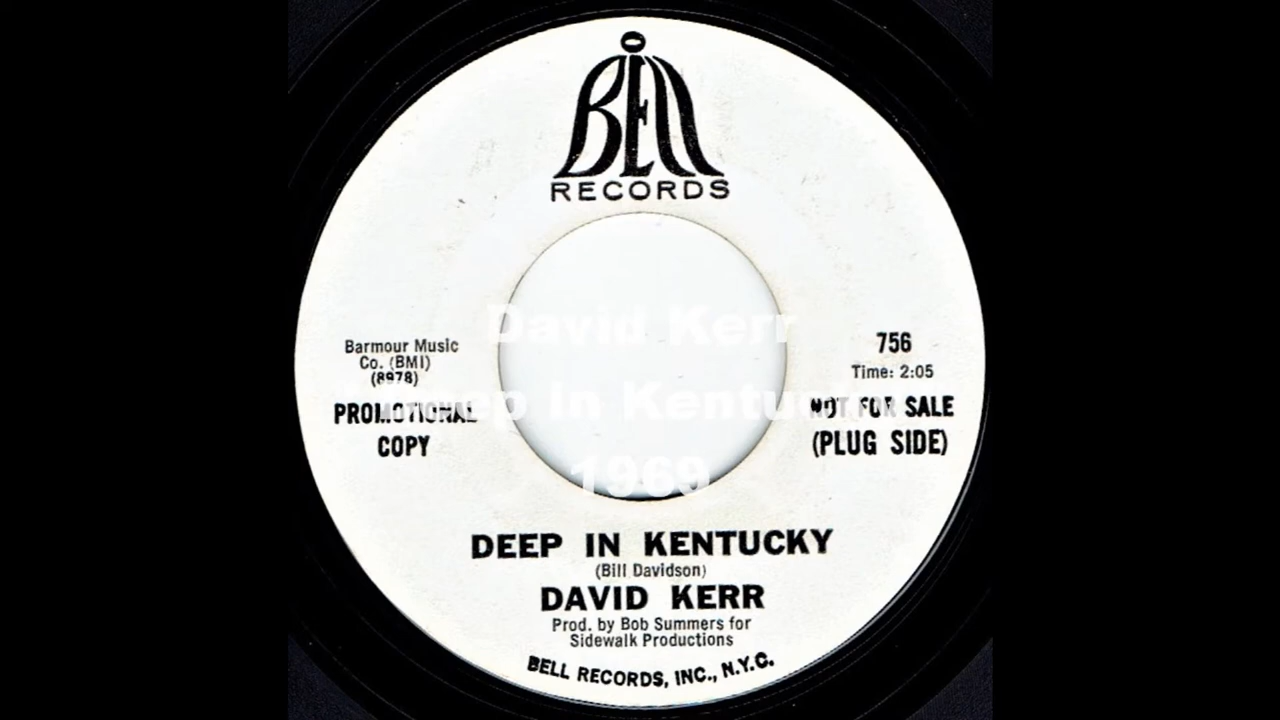 BELL
RECORDS
David Kerr
Barmour Music
Co. (BMI)
(8978)
756
Time: 2:05
Deep In Kentucky
PROMOTIONAL
COPY
NOT FOR SALE
(PLUG SIDE)
1969
DEEP IN KENTUCKY
(Bill Davidson)
DAVID KERR
Prod. by Bob Summers for
Sidewalk Productions
BELL RECORDS, INC., N.Y.C.